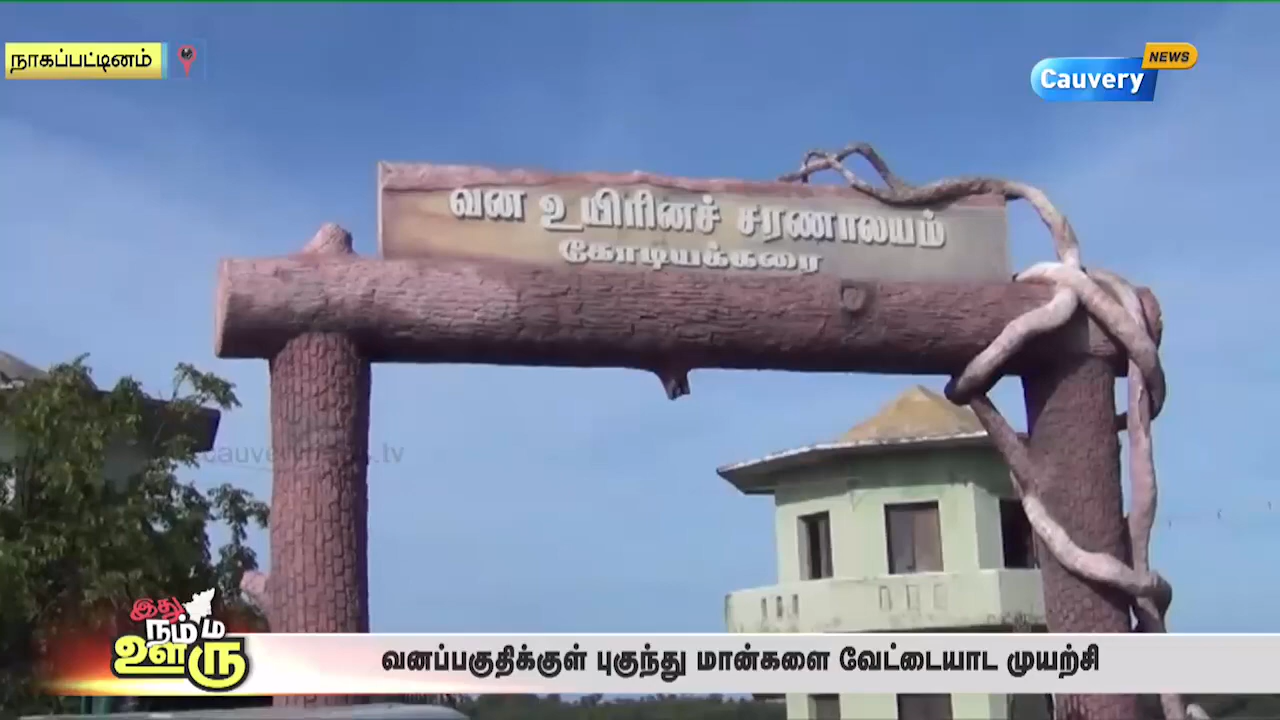 நாகப்பட்டினம்
Cauvery NEWS
வன உயிரினச் சரணாலயம்
கோடியக்கரை
இது
நம்ம
ஊரு
வனப்பகுதிக்குள் புகுந்து மான்களை வேட்டையாட முயற்சி